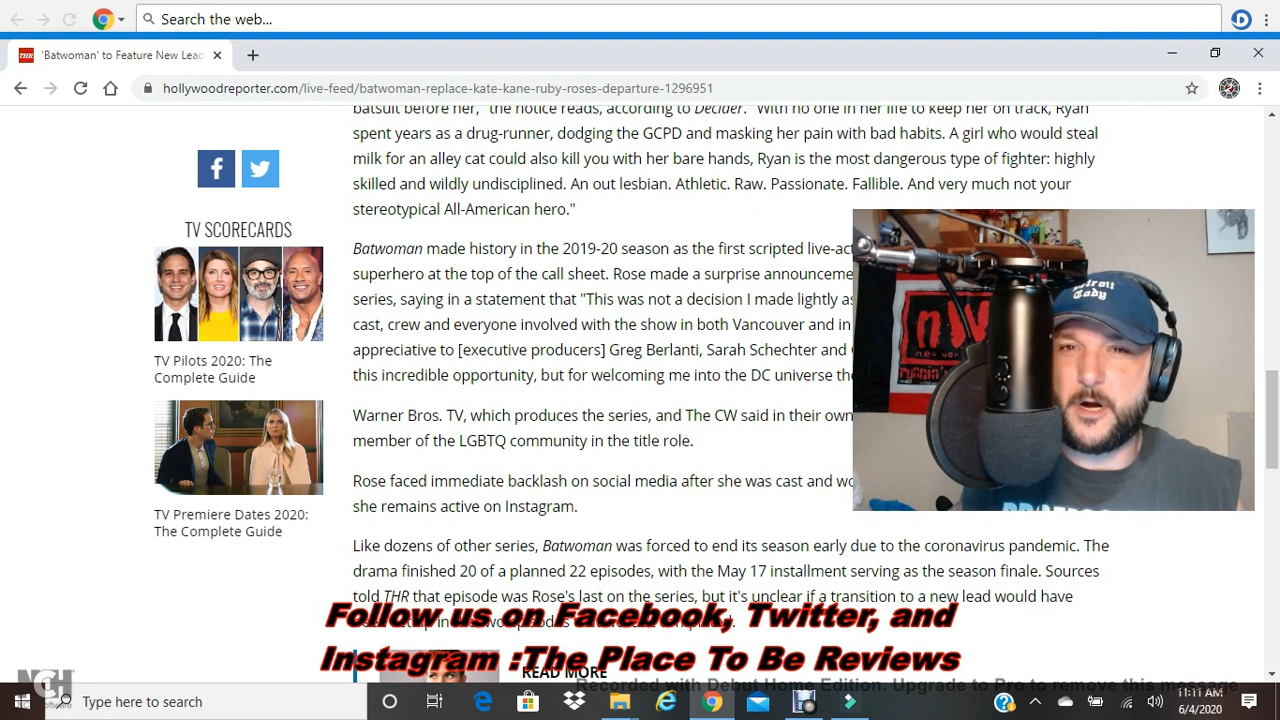 Search the web...
'Batwoman' to Feature New Lead
hollywoodreporter.com/live-feed/batwoman-replace-kate-kane-ruby-roses-departure-1296951
batsuit before her," the notice reads, according to Decider. "With no one in her life to keep her on track, Ryan
spent years as a drug-runner, dodging the GCPD and masking her pain with bad habits. A girl who would steal
milk for an alley cat could also kill you with her bare hands, Ryan is the most dangerous type of fighter: highly
skilled and wildly undisciplined. An out lesbian. Athletic. Raw. Passionate. Fallible. And very much not your
stereotypical All-American hero."
TV SCORECARDS
TV Pilots 2020: The
Complete Guide
TV Premiere Dates 2020:
The Complete Guide
Batwoman made history in the 2019-20 season as the first scripted live-act
superhero at the top of the call sheet. Rose made a surprise announceme
series, saying in a statement that "This was not a decision I made lightly as
cast, crew and everyone involved with the show in both Vancouver and in
appreciative to [executive producers] Greg Berlanti, Sarah Schechter and
this incredible opportunity, but for welcoming me into the DC universe the
Warner Bros. TV, which produces the series, and The CW said in their own
member of the LGBTQ community in the title role.
Rose faced immediate backlash on social media after she was cast and wo
she remains active on Instagram.
Like dozens of other series, Batwoman was forced to end its season early due to the coronavirus pandemic. The
drama finished 20 of a planned 22 episodes, with the May 17 installment serving as the season finale. Sources
told THR that episode was Rose's last on the series, but it's unclear if a transition to a new lead would have
READ MORE
Detroit
nWo
Follow us on Facebook, Twitter, and
Instagram :The Place To Be Reviews
Recorded with Debut Home Edition. Upgrade to Pro to remove this message
NCH
Software
Type here to search
11:11 AM
6/4/2020